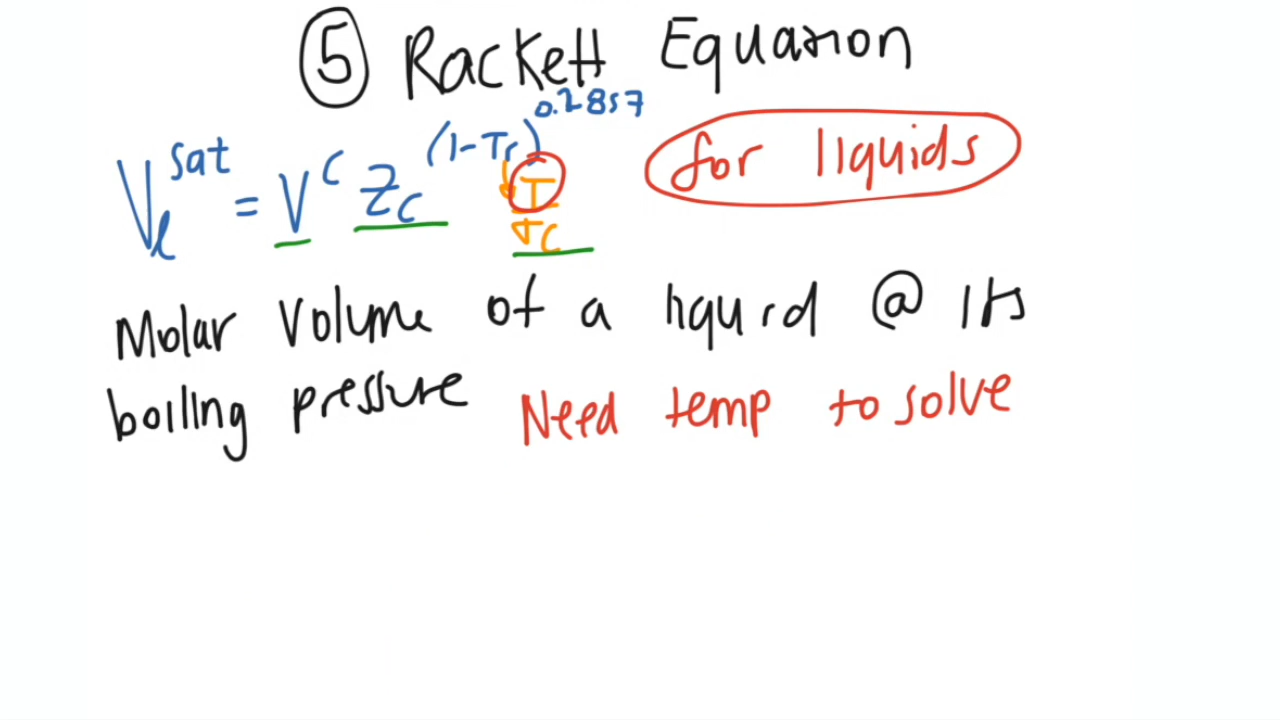 ⑤ Rackett Equation
V_l^sat = V^c Z_c^(1-Tr)^0.2857
T
Tc
for liquids
Molar Volume of a liquid @ its
boiling pressure Need temp to solve